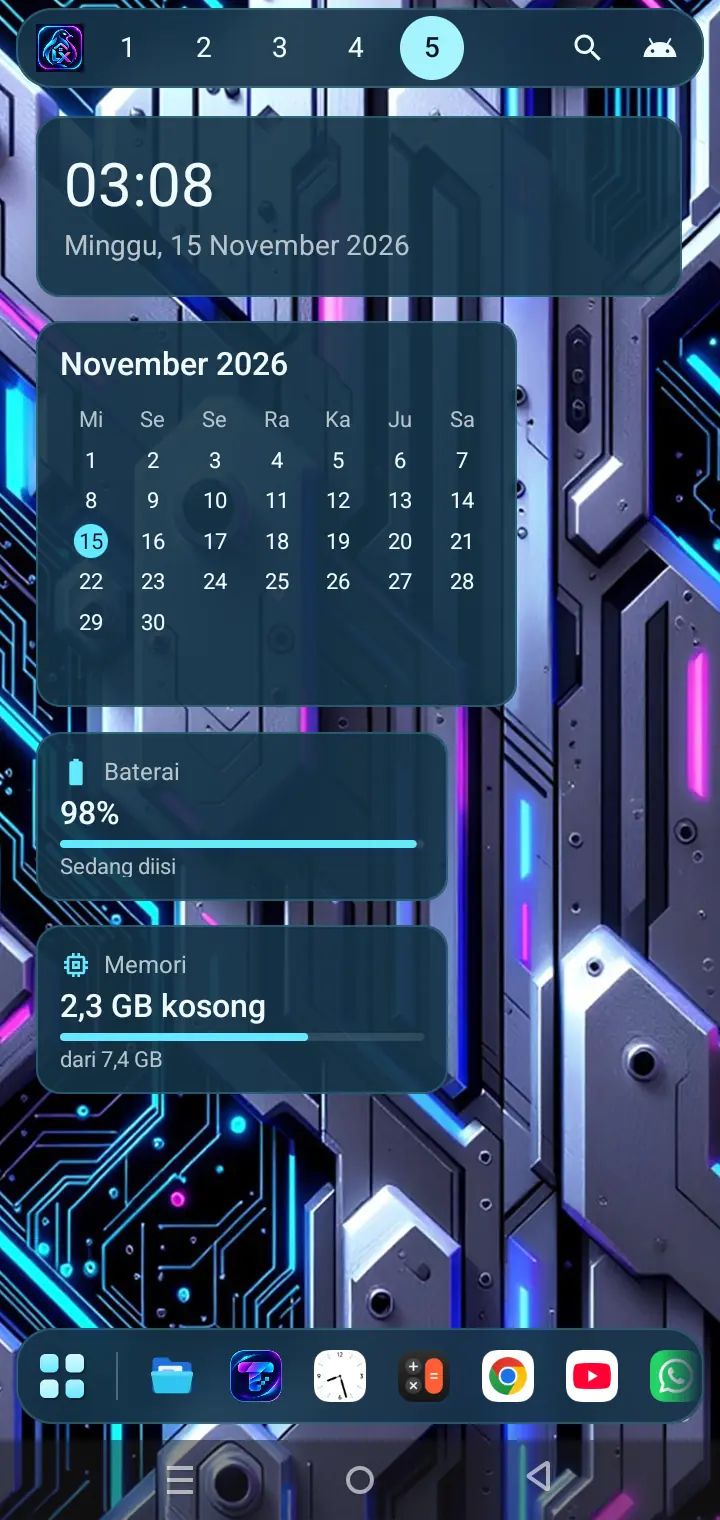 1 2 3 4 5
03:08
Minggu, 15 November 2026
November 2026
Mi Se Se Ra Ka Ju Sa
1 2 3 4 5 6 7
8 9 10 11 12 13 14
15 16 17 18 19 20 21
22 23 24 25 26 27 28
29 30
Baterai
98%
Sedang diisi
Memori
2,3 GB kosong
dari 7,4 GB